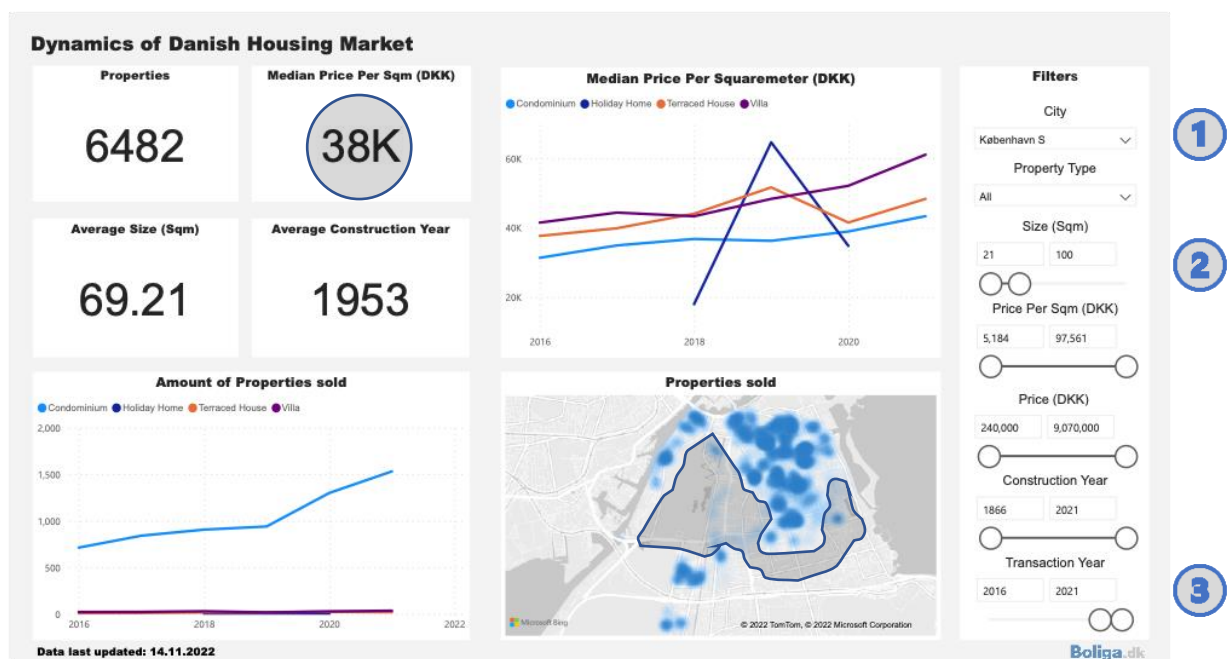 Dynamics of Danish Housing Market
Properties
6482
Median Price Per Sqm (DKK)
38K
Average Size (Sqm)
69.21
Average Construction Year
1953
Median Price Per Squaremeter (DKK)
Condominium Holiday Home Terraced House Villa
60K
40K
20K
2016 2018 2020
Amount of Properties sold
Condominium Holiday Home Terraced House Villa
2,000
1,500
1,000
500
0
2016 2018 2020 2022
Properties sold
Microsoft Bing
© 2022 TomTom, © 2022 Microsoft Corporation
Filters
City
København S
Property Type
All
Size (Sqm)
21 100
Price Per Sqm (DKK)
5,184 97,561
Price (DKK)
240,000 9,070,000
Construction Year
1866 2021
Transaction Year
2016 2021
1
2
3
Data last updated: 14.11.2022
Boliga.dk